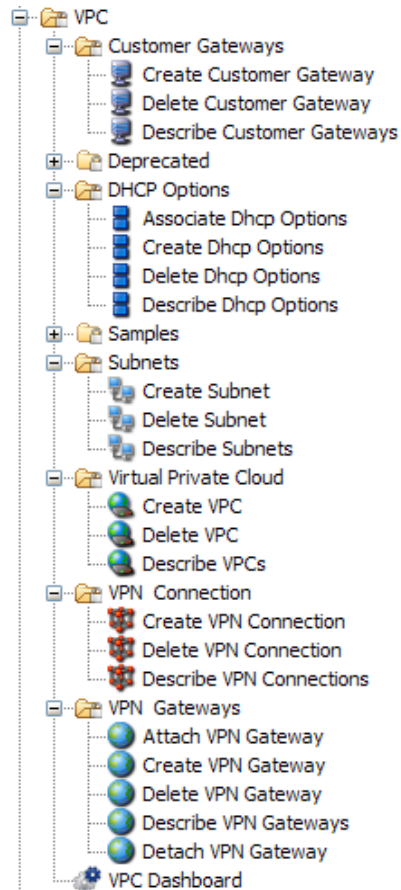 VPC
Customer Gateways
Create Customer Gateway
Delete Customer Gateway
Describe Customer Gateways
Deprecated
DHCP Options
Associate Dhcp Options
Create Dhcp Options
Delete Dhcp Options
Describe Dhcp Options
Samples
Subnets
Create Subnet
Delete Subnet
Describe Subnets
Virtual Private Cloud
Create VPC
Delete VPC
Describe VPCs
VPN  Connection
Create VPN Connection
Delete VPN Connection
Describe VPN Connections
VPN  Gateways
Attach VPN Gateway
Create VPN Gateway
Delete VPN Gateway
Describe VPN Gateways
Detach VPN Gateway
VPC Dashboard